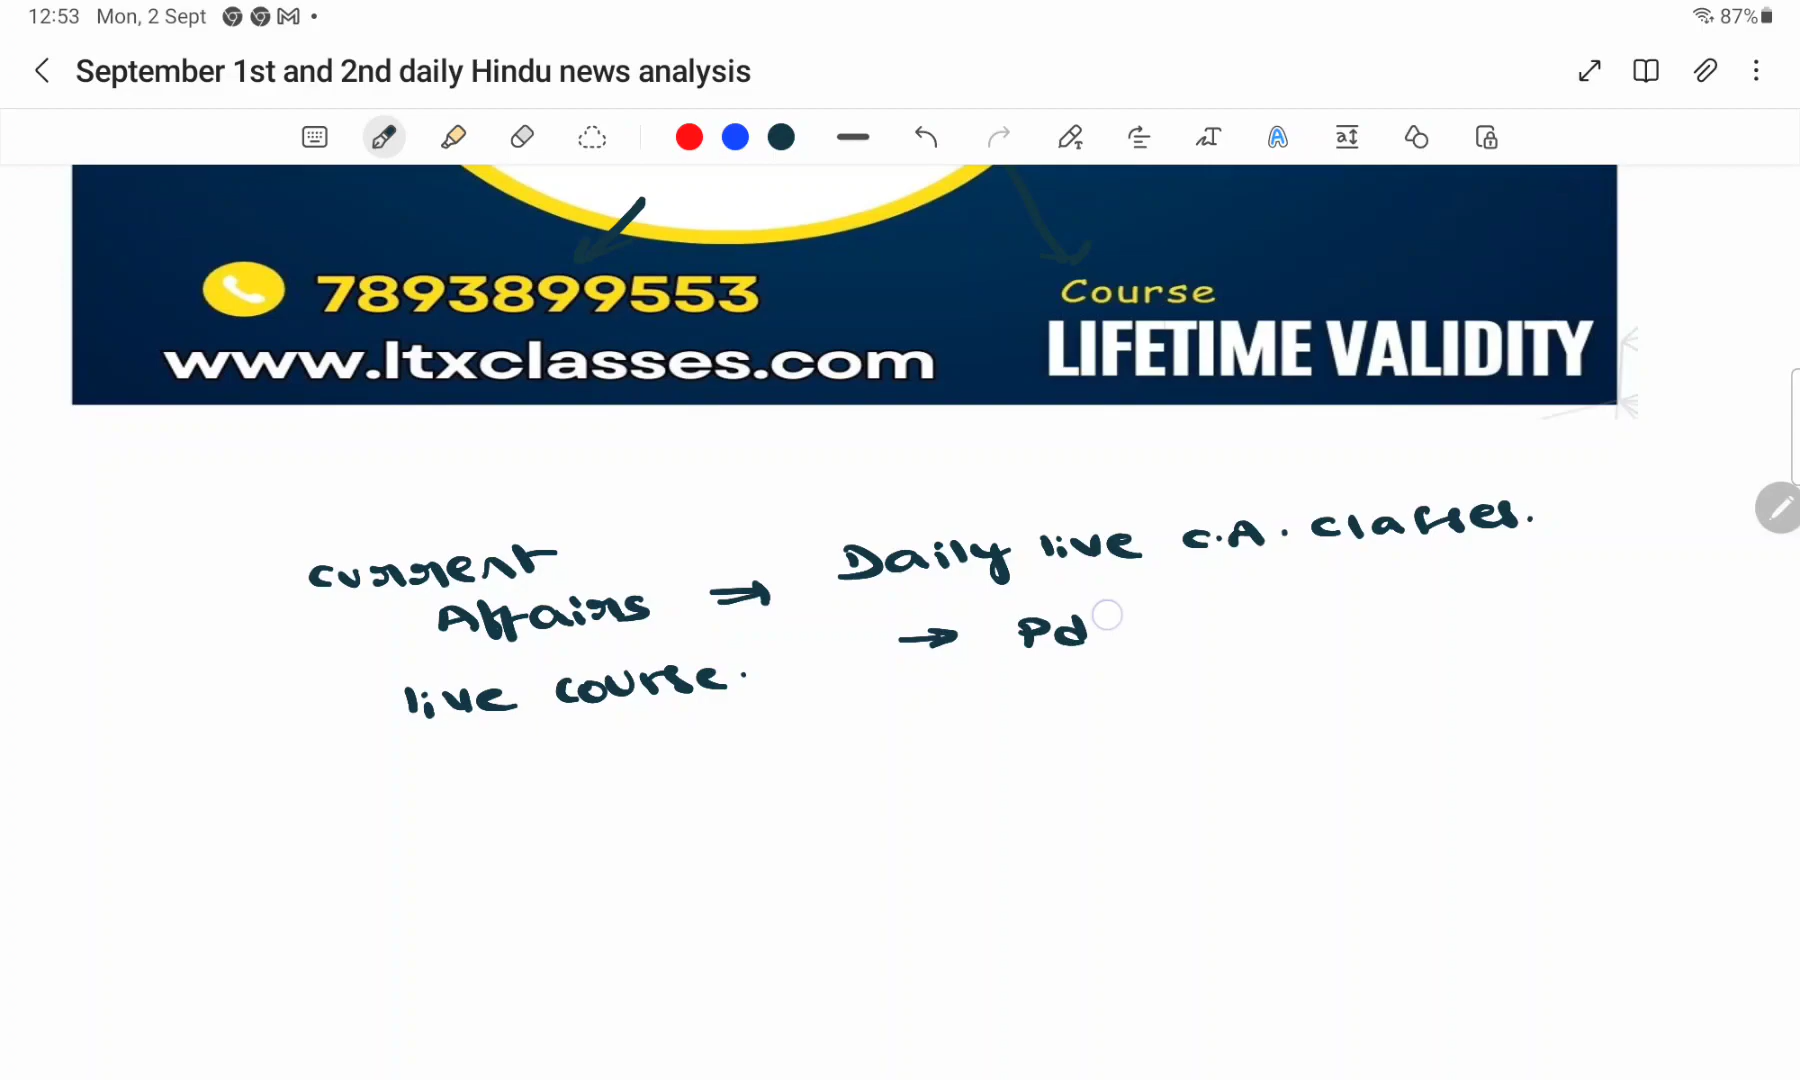 12:53 Mon, 2 Sept
87%
September 1st and 2nd daily Hindu news analysis
7893899553
www.ltxclasses.com
Course
LIFETIME VALIDITY
current
Affairs ⇒ Daily live C.A. classes.
→ Pd
live course.